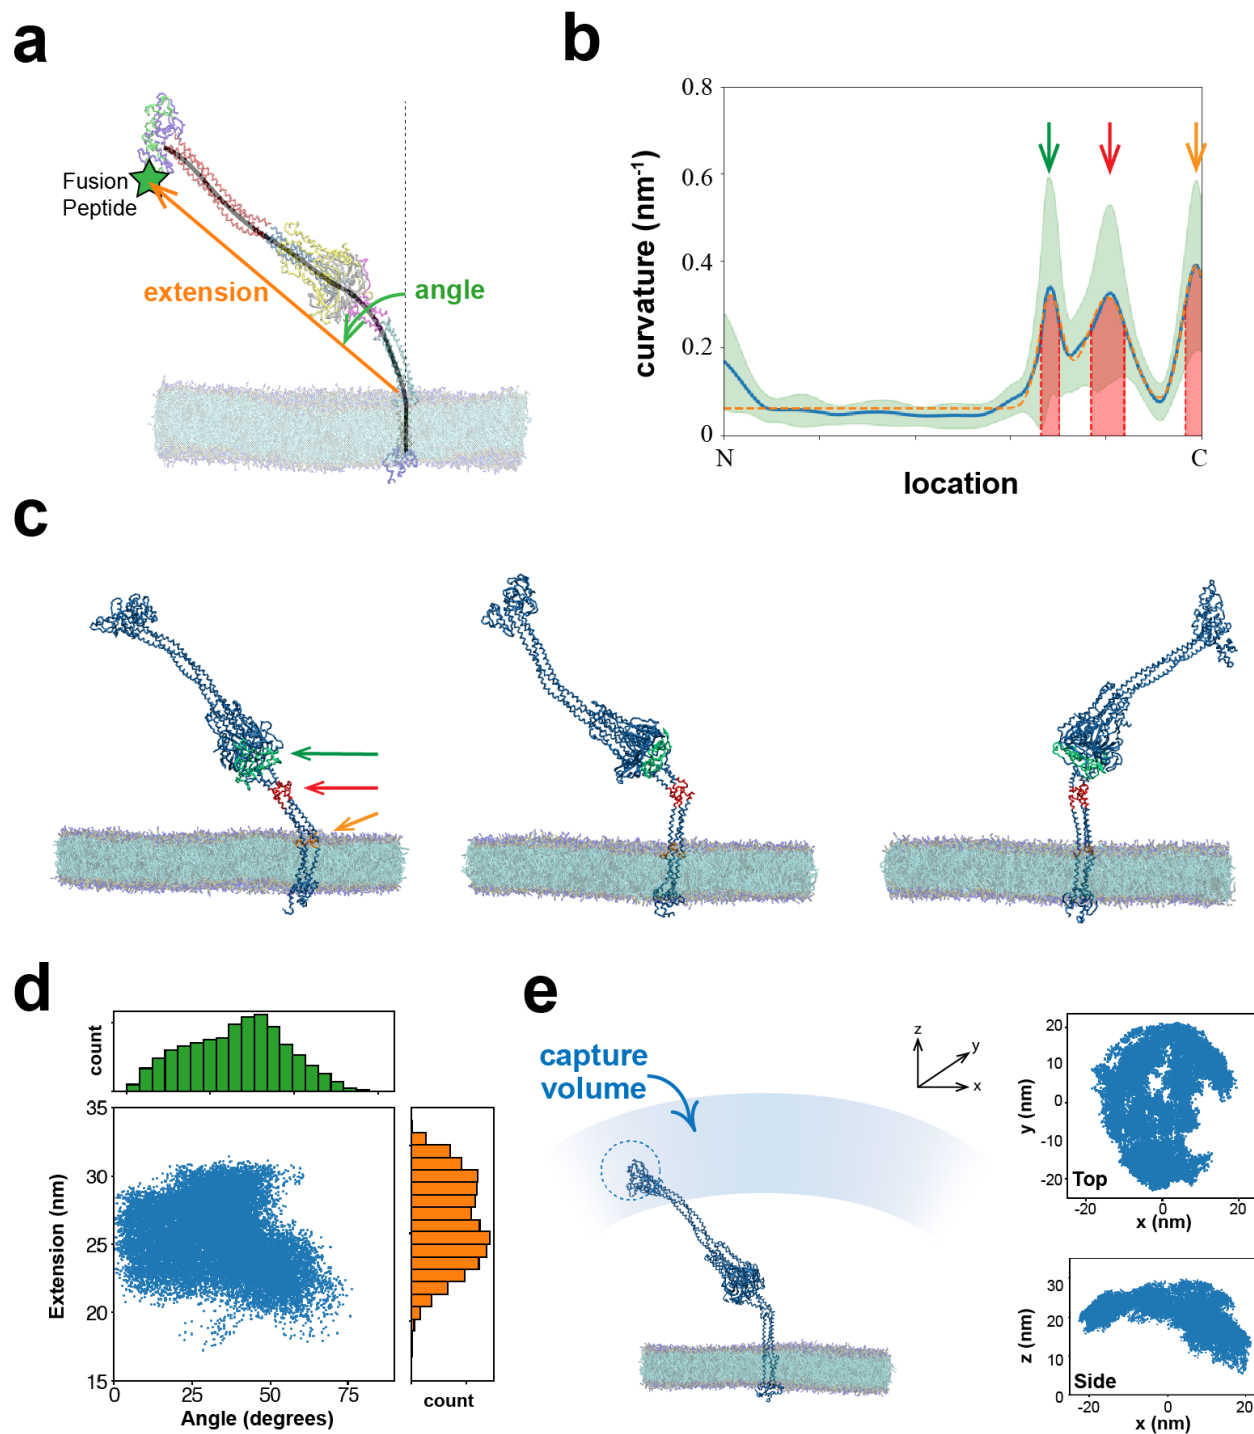 a
Fusion
Peptide
extension
angle
b
curvature (nm⁻¹)
0.8
0.6
0.4
0.2
0
N
C
location
c
d
count
Extension (nm)
35
30
25
20
15
0
25
50
75
Angle (degrees)
count
e
capture
volume
z
y
x
y (nm)
20
10
0
-10
-20
Top
-20
0
20
x (nm)
z (nm)
30
20
10
0
Side
-20
0
20
x (nm)